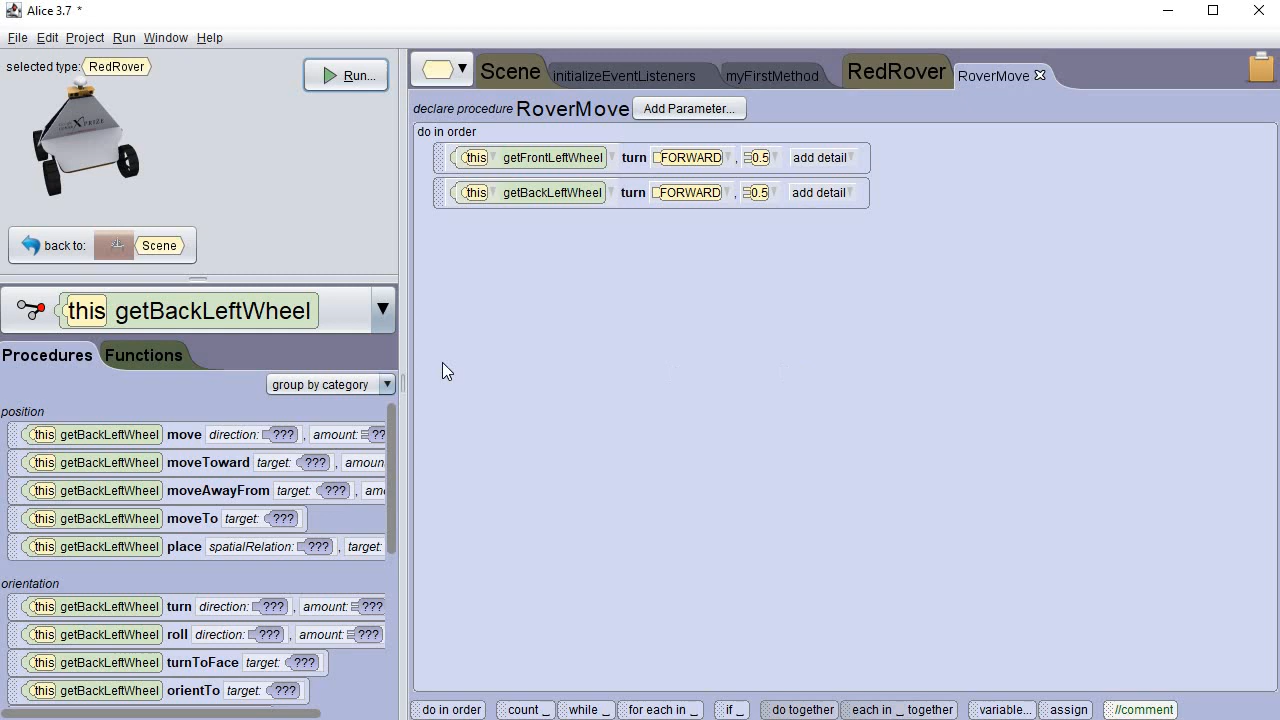 Alice 3.7 *
File Edit Project Run Window Help
selected type: RedRover
Run...
X PRIZE
back to: Scene
this getBackLeftWheel
Procedures Functions
group by category
position
this getBackLeftWheel move direction: ??? , amount: ??
this getBackLeftWheel moveToward target: ??? , amoun
this getBackLeftWheel moveAwayFrom target: ??? , am
this getBackLeftWheel moveTo target: ???
this getBackLeftWheel place spatialRelation: ??? , target:
orientation
this getBackLeftWheel turn direction: ??? , amount: ???
this getBackLeftWheel roll direction: ??? , amount: ???
this getBackLeftWheel turnToFace target: ???
this getBackLeftWheel orientTo target: ???
Scene initializeEventListeners myFirstMethod RedRover RoverMove
declare procedure RoverMove Add Parameter...
do in order
this getFrontLeftWheel turn FORWARD , 0.5 add detail
this getBackLeftWheel turn FORWARD , 0.5 add detail
do in order count _ while _ for each in _ if _ do together each in _ together variable... assign //comment